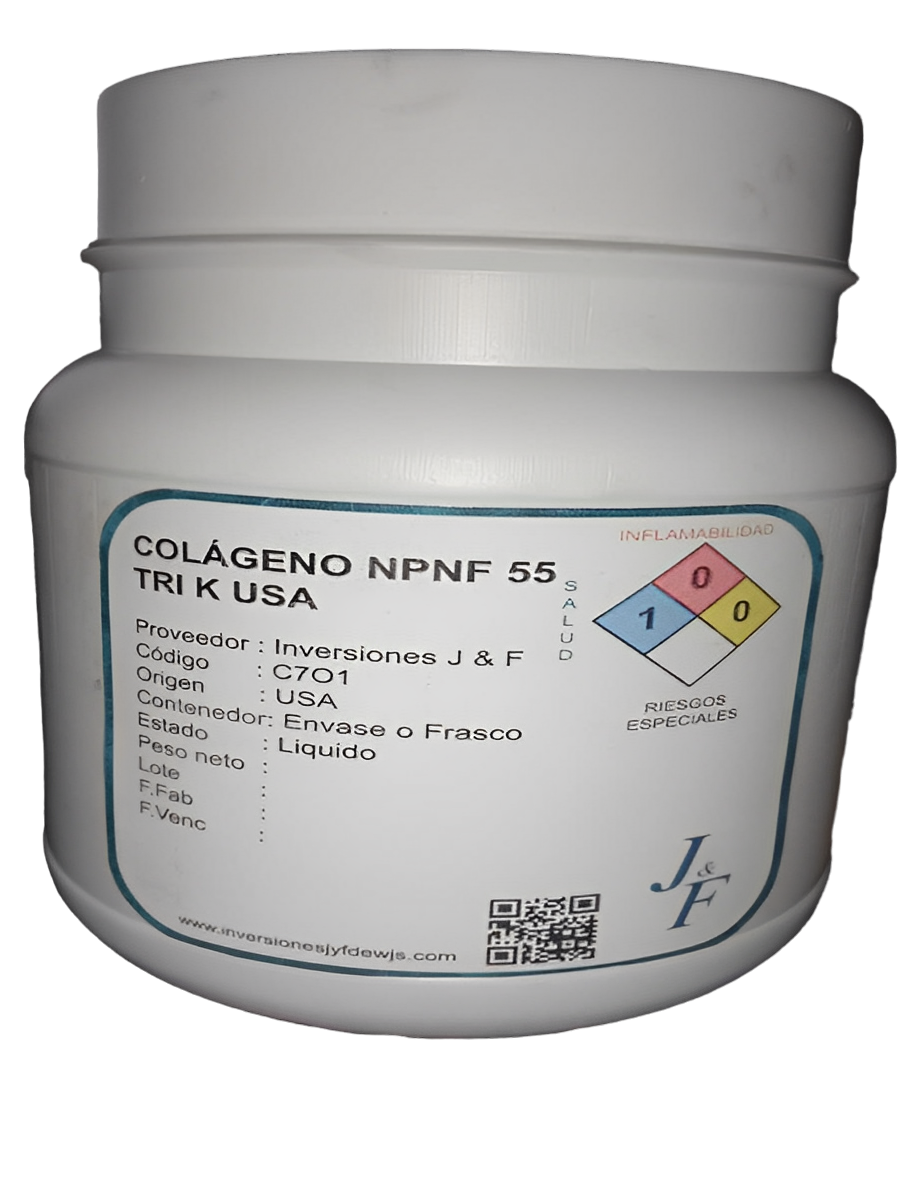 COLÁGENO NPNF 55
TRI K USA
Proveedor : Inversiones J & F
Código : C7O1
Origen : USA
Contenedor: Envase o Frasco
Estado : Liquido
Peso neto :
Lote :
F.Fab :
F.Venc :
INFLAMABILIDAD
SALUD
0
1
0
RIESGOS
ESPECIALES
J & F
www.inversionesjyfdewjs.com